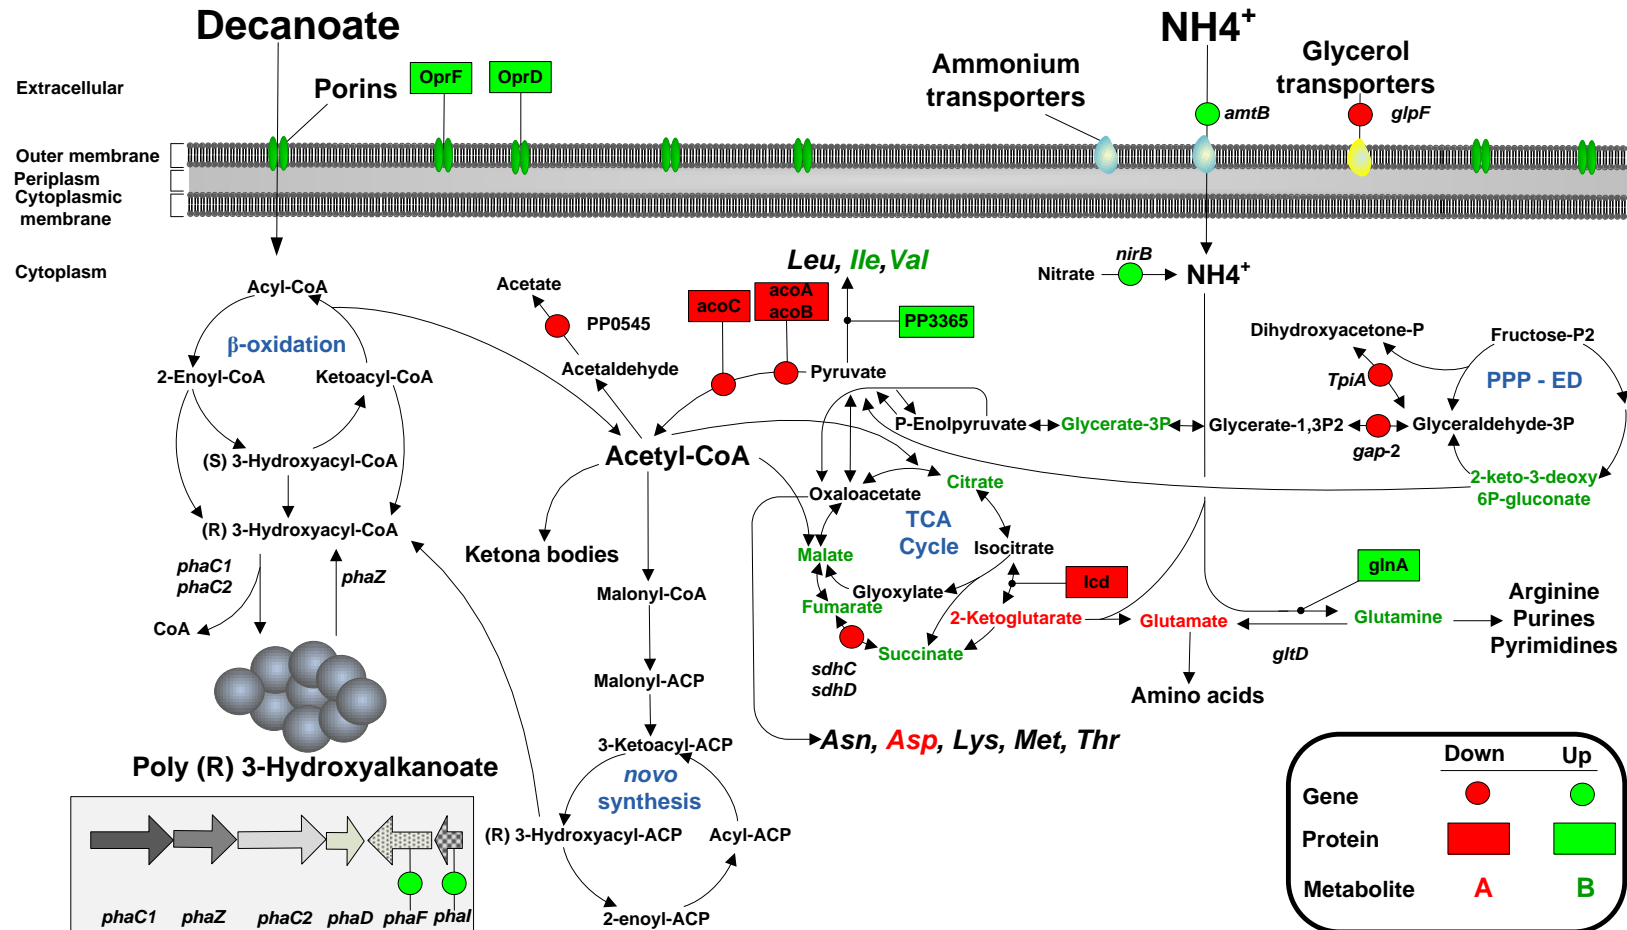 Decanoate
NH4+
Extracellular
Porins
OprF
OprD
Ammonium
transporters
Glycerol
transporters
amtB
glpF
Outer membrane
Periplasm
Cytoplasmic
membrane
Cytoplasm
Leu, Ile,Val
nirB
Nitrate
NH4+
Acyl-CoA
Acetate
PP0545
acoC
acoA
acoB
PP3365
β-oxidation
2-Enoyl-CoA
Ketoacyl-CoA
Acetaldehyde
Pyruvate
Dihydroxyacetone-P
Fructose-P2
TpiA
PPP - ED
P-Enolpyruvate
Glycerate-3P
Glycerate-1,3P2
Glyceraldehyde-3P
gap-2
(S) 3-Hydroxyacyl-CoA
Acetyl-CoA
Oxaloacetate
Citrate
2-keto-3-deoxy
6P-gluconate
(R) 3-Hydroxyacyl-CoA
TCA
Cycle
Ketona bodies
Malate
Isocitrate
phaC1
phaC2
phaZ
Malonyl-CoA
Glyoxylate
Icd
glnA
Fumarate
CoA
2-Ketoglutarate
Glutamate
Glutamine
Arginine
Purines
Pyrimidines
sdhC
sdhD
Succinate
gltD
Malonyl-ACP
Amino acids
3-Ketoacyl-ACP
Asn, Asp, Lys, Met, Thr
Poly (R) 3-Hydroxyalkanoate
novo
synthesis
(R) 3-Hydroxyacyl-ACP
Acyl-ACP
2-enoyl-ACP
phaC1
phaZ
phaC2
phaD
phaF
phaI
Down
Up
Gene
Protein
Metabolite
A
B